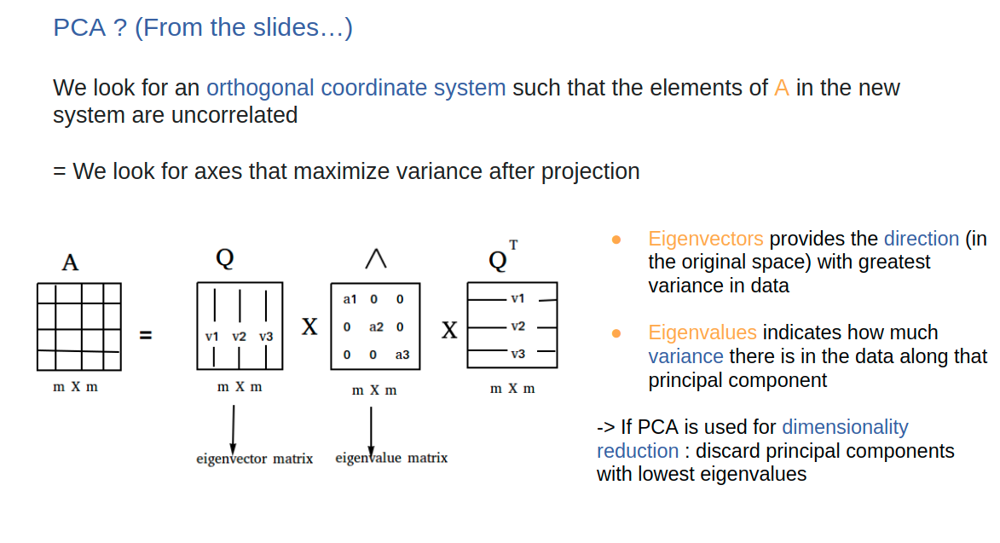 PCA ? (From the slides…)
We look for an orthogonal coordinate system such that the elements of A in the new
system are uncorrelated
= We look for axes that maximize variance after projection
A
=
Q
X
Λ
X
Q T
v1 v2 v3
a1 0 0
0 a2 0
0 0 a3
v1
v2
v3
m X m
m X m
m X m
m X m
eigenvector matrix
eigenvalue matrix
● Eigenvectors provides the direction (in
the original space) with greatest
variance in data
● Eigenvalues indicates how much
variance there is in the data along that
principal component
-> If PCA is used for dimensionality
reduction : discard principal components
with lowest eigenvalues